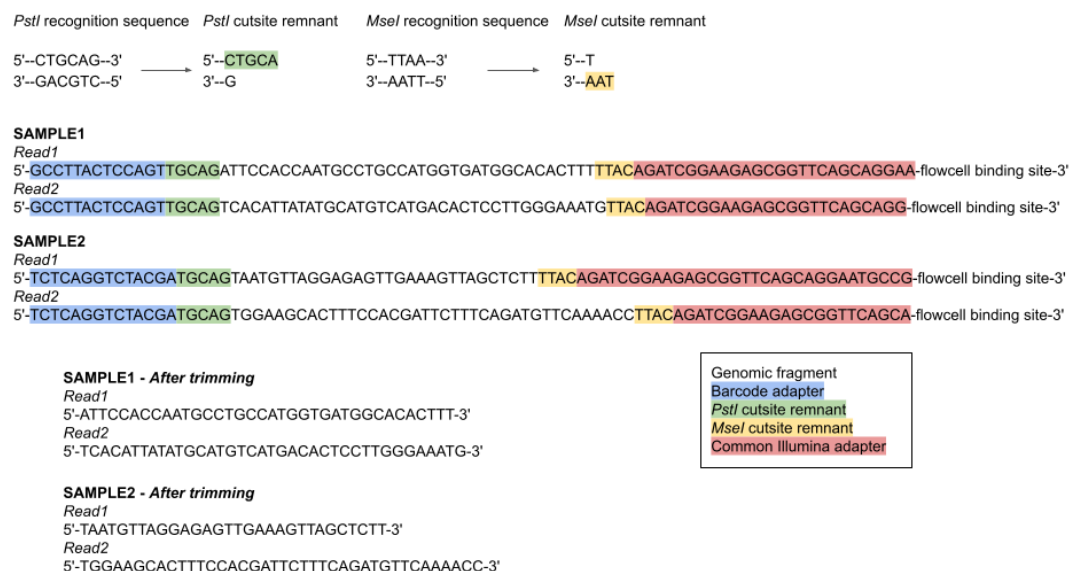 PstI recognition sequence PstI cutsite remnant MseI recognition sequence MseI cutsite remnant
5'--CTGCAG--3' 5'--CTGCA 5'--TTAA--3' 5'--T
3'--GACGTC--5' 3'--G 3'--AATT--5' 3'--AAT
SAMPLE1
Read1
5'-GCCTTACTCCAGTTGCAGATTCCACCAATGCCTGCCATGGTGATGGCACACTTTTTACAGATCGGAAGAGCGGTTCAGCAGGAA-flowcell binding site-3'
Read2
5'-GCCTTACTCCAGTTGCAGTCACATTATATGCATGTCATGACACTCCTTGGGAAATGTTACAGATCGGAAGAGCGGTTCAGCAGG-flowcell binding site-3'
SAMPLE2
Read1
5'-TCTCAGGTCTACGATGCAGTAATGTTAGGAGAGTTGAAAGTTAGCTCTTTTACAGATCGGAAGAGCGGTTCAGCAGGAATGCCG-flowcell binding site-3'
Read2
5'-TCTCAGGTCTACGATGCAGTGGAAGCACTTTCCACGATTCTTTCAGATGTTCAAAACCTTACAGATCGGAAGAGCGGTTCAGCA-flowcell binding site-3'
SAMPLE1 - After trimming
Read1
5'-ATTCCACCAATGCCTGCCATGGTGATGGCACACTTT-3'
Read2
5'-TCACATTATATGCATGTCATGACACTCCTTGGGAAATG-3'
SAMPLE2 - After trimming
Read1
5'-TAATGTTAGGAGAGTTGAAAGTTAGCTCTT-3'
Read2
5'-TGGAAGCACTTTCCACGATTCTTTCAGATGTTCAAAACC-3'
Genomic fragment
Barcode adapter
PstI cutsite remnant
MseI cutsite remnant
Common Illumina adapter